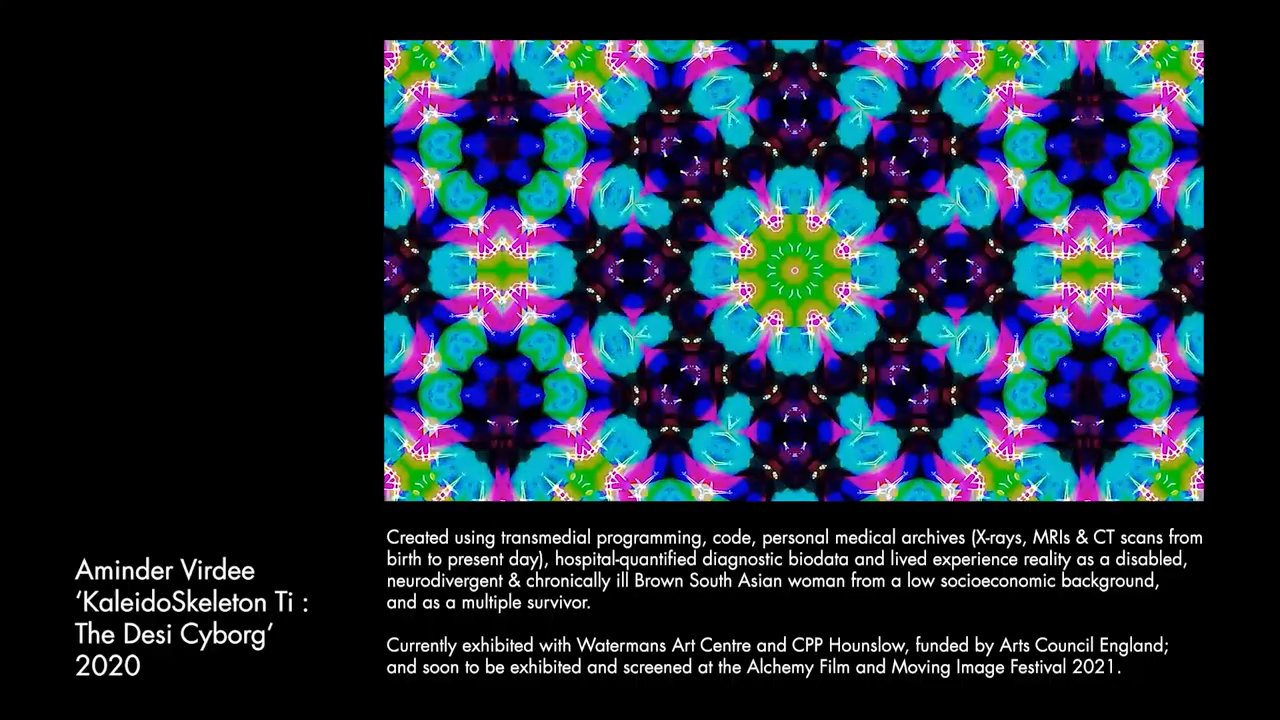 Aminder Virdee
‘KaleidoSkeleton Ti :
The Desi Cyborg’
2020
Created using transmedial programming, code, personal medical archives (X-rays, MRIs & CT scans from
birth to present day), hospital-quantified diagnostic biodata and lived experience reality as a disabled,
neurodivergent & chronically ill Brown South Asian woman from a low socioeconomic background,
and as a multiple survivor.
Currently exhibited with Watermans Art Centre and CPP Hounslow, funded by Arts Council England;
and soon to be exhibited and screened at the Alchemy Film and Moving Image Festival 2021.